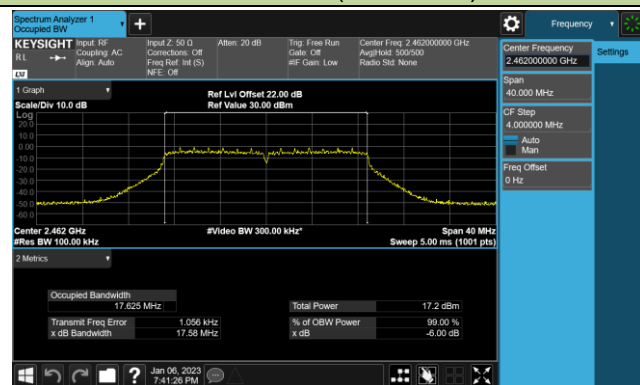 Spectrum Analyzer 1
Occupied BW
+
Frequency
KEYSIGHT
RL
LXI
Input: RF
Coupling: AC
Align: Auto
Input Z: 50 Ω
Corrections: Off
Freq Ref: Int (S)
NFE: Off
Atten: 20 dB
Trig: Free Run
Gate: Off
#IF Gain: Low
Center Freq: 2.462000000 GHz
Avg|Hold: 500/500
Radio Std: None
Center Frequency
2.462000000 GHz
Settings
Span
40.000 MHz
CF Step
4.000000 MHz
Auto
Man
Freq Offset
0 Hz
1 Graph
Ref Lvl Offset 22.00 dB
Scale/Div 10.0 dB
Ref Value 30.00 dBm
Log
20.0
10.0
0.00
-10.0
-20.0
-30.0
-40.0
-50.0
-60.0
Center 2.462 GHz
#Video BW 300.00 kHz*
Span 40 MHz
#Res BW 100.00 kHz
Sweep 5.00 ms (1001 pts)
2 Metrics
Occupied Bandwidth
17.625 MHz
Total Power 17.2 dBm
Transmit Freq Error 1.056 kHz
% of OBW Power 99.00 %
x dB Bandwidth 17.58 MHz
x dB -6.00 dB
?
Jan 06, 2023
7:41:26 PM